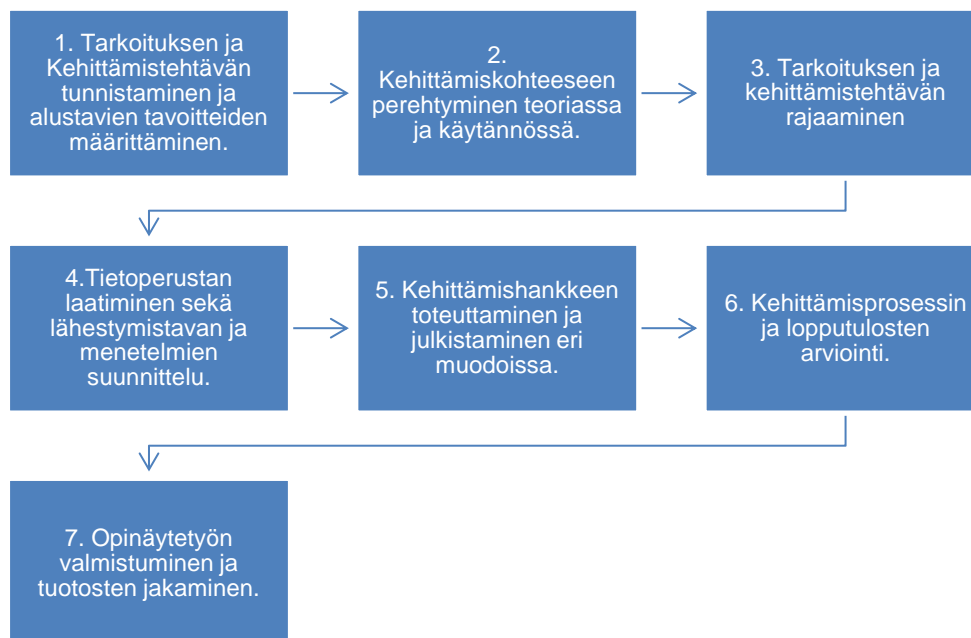 1. Tarkoituksen ja
Kehittämistehtävän
tunnistaminen ja
alustavien tavoitteiden
määrittäminen.
2.
Kehittämiskohteeseen
perehtyminen teoriassa
ja käytännössä.
3. Tarkoituksen ja
kehittämistehtävän
rajaaminen
4.Tietoperustan
laatiminen sekä
lähestymistavan ja
menetelmien
suunnittelu.
5. Kehittämishankkeen
toteuttaminen ja
julkistaminen eri
muodoissa.
6. Kehittämisprosessin
ja lopputulosten
arviointi.
7. Opinäytetyön
valmistuminen ja
tuotosten jakaminen.